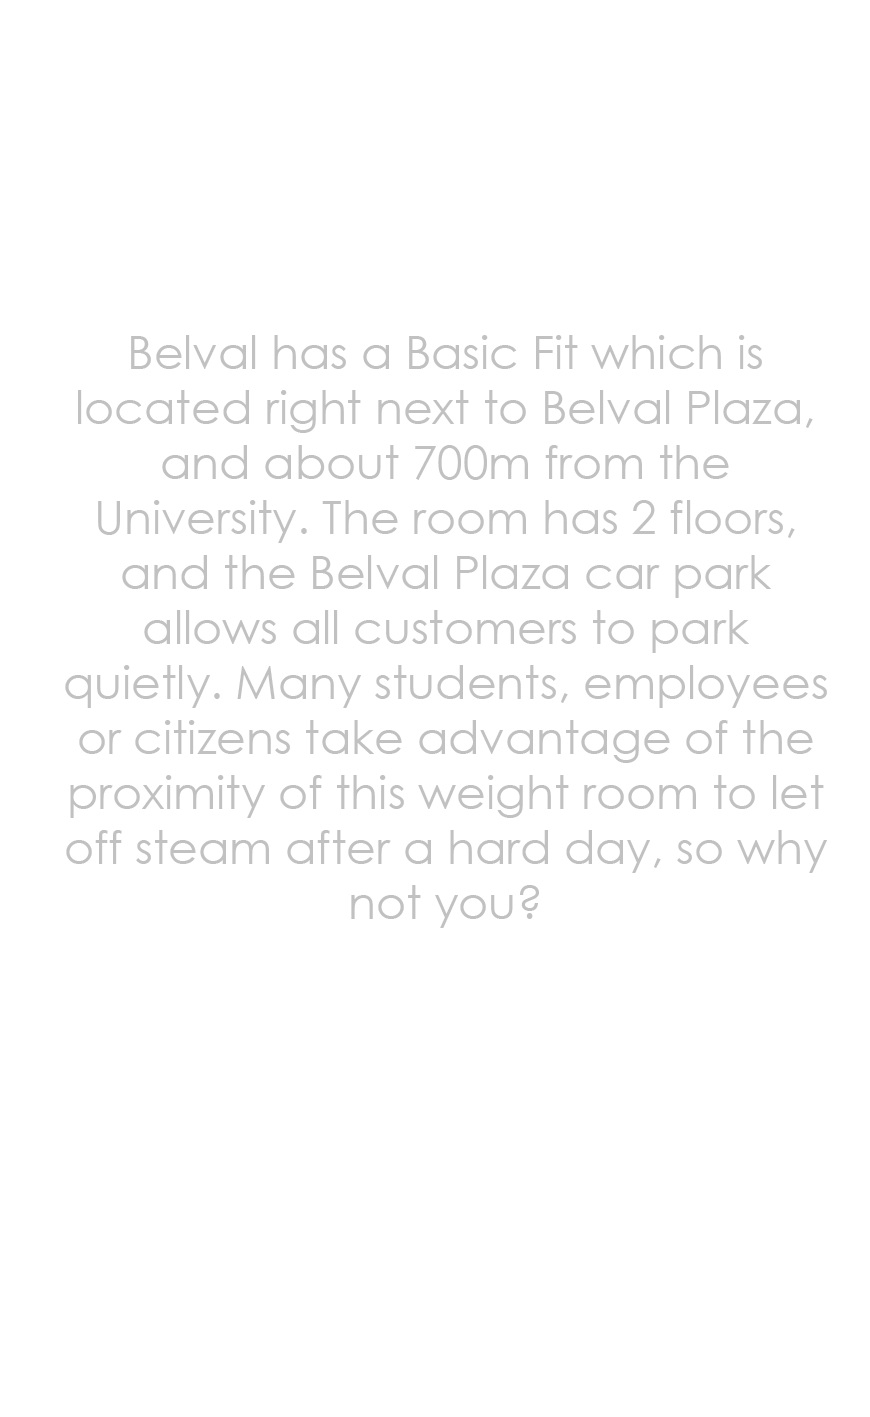 Belval has a Basic Fit which is
located right next to Belval Plaza,
and about 700m from the
University. The room has 2 floors,
and the Belval Plaza car park
allows all customers to park
quietly. Many students, employees
or citizens take advantage of the
proximity of this weight room to let
off steam after a hard day, so why
not you?